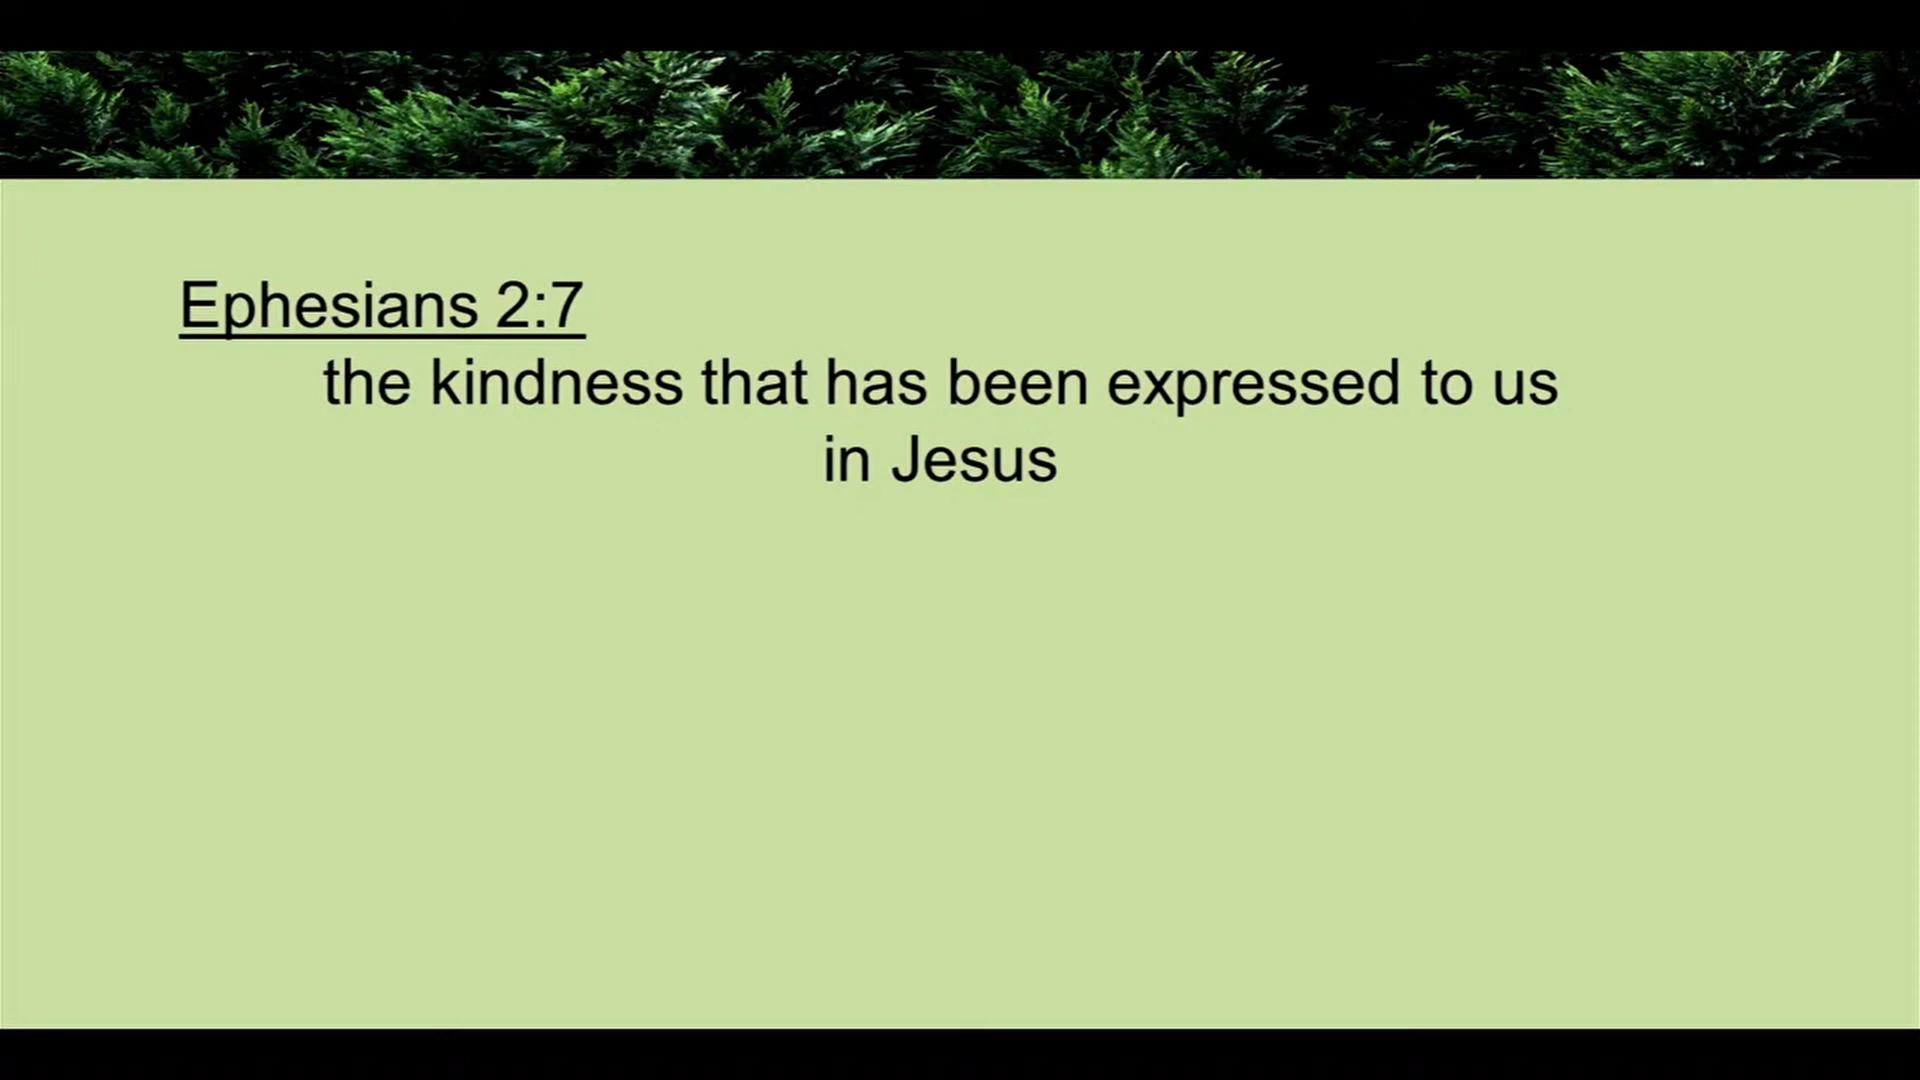 Ephesians 2:7
the kindness that has been expressed to us
in Jesus